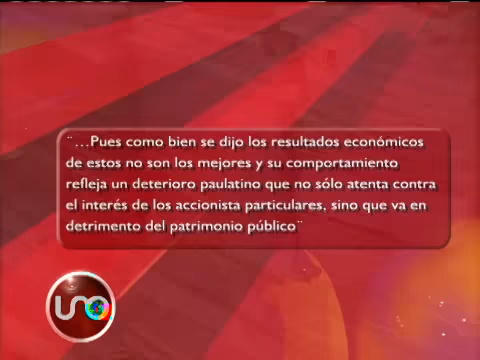 ¨...Pues como bien se dijo los resultados económicos
de estos no son los mejores y su comportamiento
refleja un deterioro paulatino que no sólo atenta contra
el interés de los accionista particulares, sino que va en
detrimento del patrimonio público¨
UNO